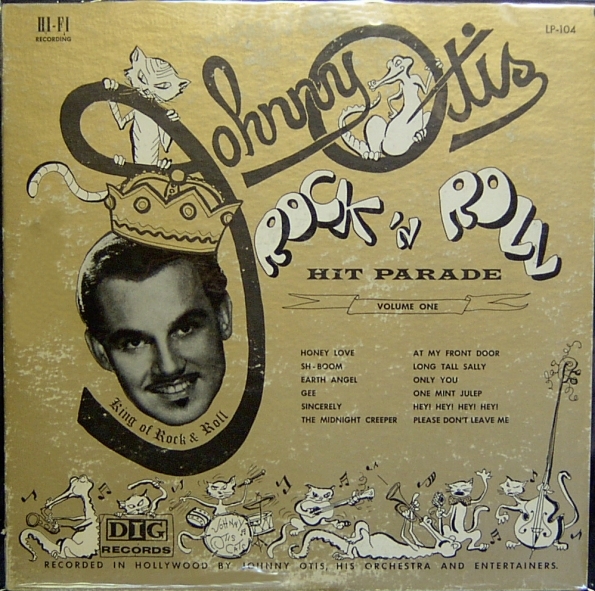 HI-FI
RECORDING
LP-104
Johnny Otis
ROCK 'N ROLL
HIT PARADE
VOLUME ONE
HONEY LOVE
SH-BOOM
EARTH ANGEL
GEE
SINCERELY
THE MIDNIGHT CREEPER
AT MY FRONT DOOR
LONG TALL SALLY
ONLY YOU
ONE MINT JULEP
HEY! HEY! HEY! HEY!
PLEASE DON'T LEAVE ME
King of Rock & Roll
DIG
RECORDS
JOHNNY
OTIS
CATS
RECORDED IN HOLLYWOOD BY JOHNNY OTIS, HIS ORCHESTRA AND ENTERTAINERS.